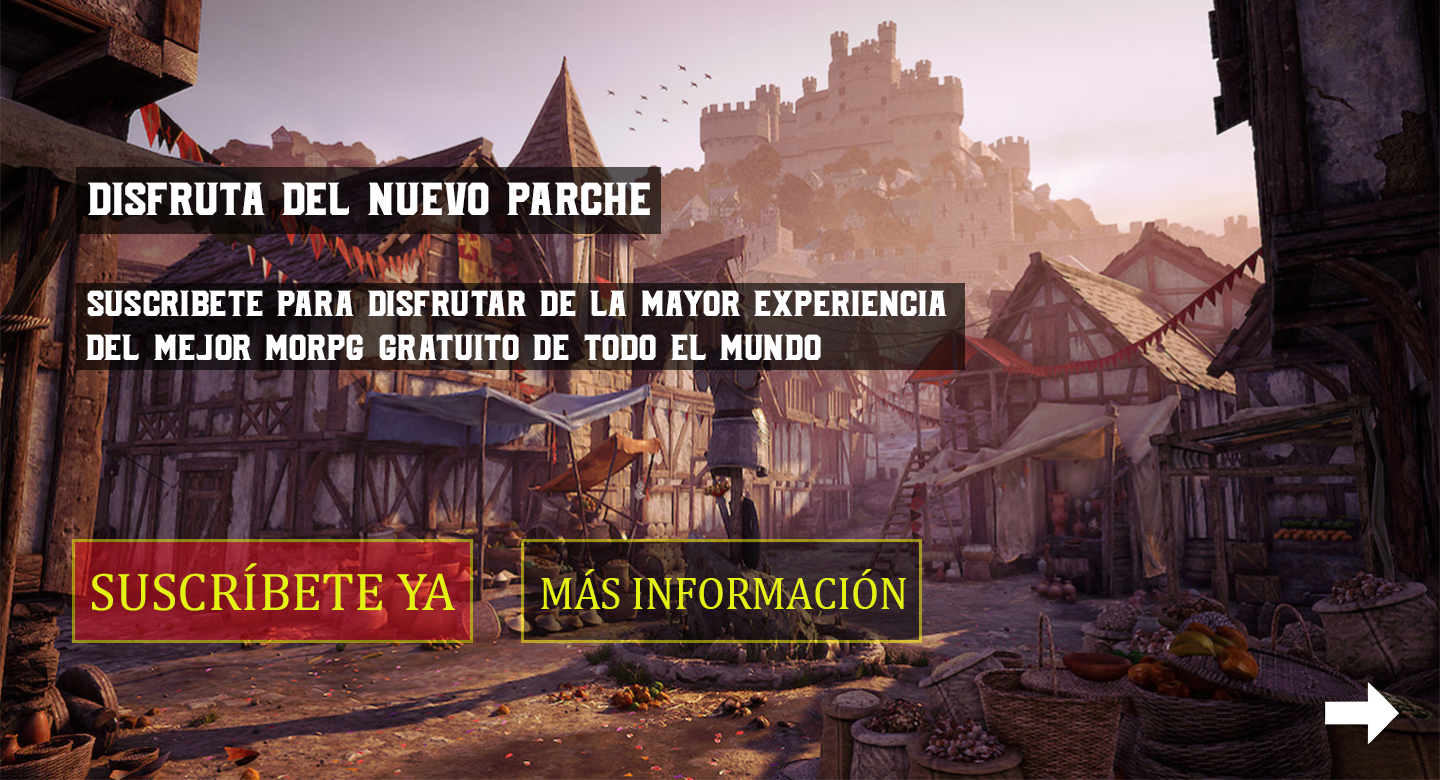 DISFRUTA DEL NUEVO PARCHE
SUSCRIBETE PARA DISFRUTAR DE LA MAYOR EXPERIENCIA
DEL MEJOR MORPG GRATUITO DE TODO EL MUNDO
SUSCRÍBETE YA
MÁS INFORMACIÓN